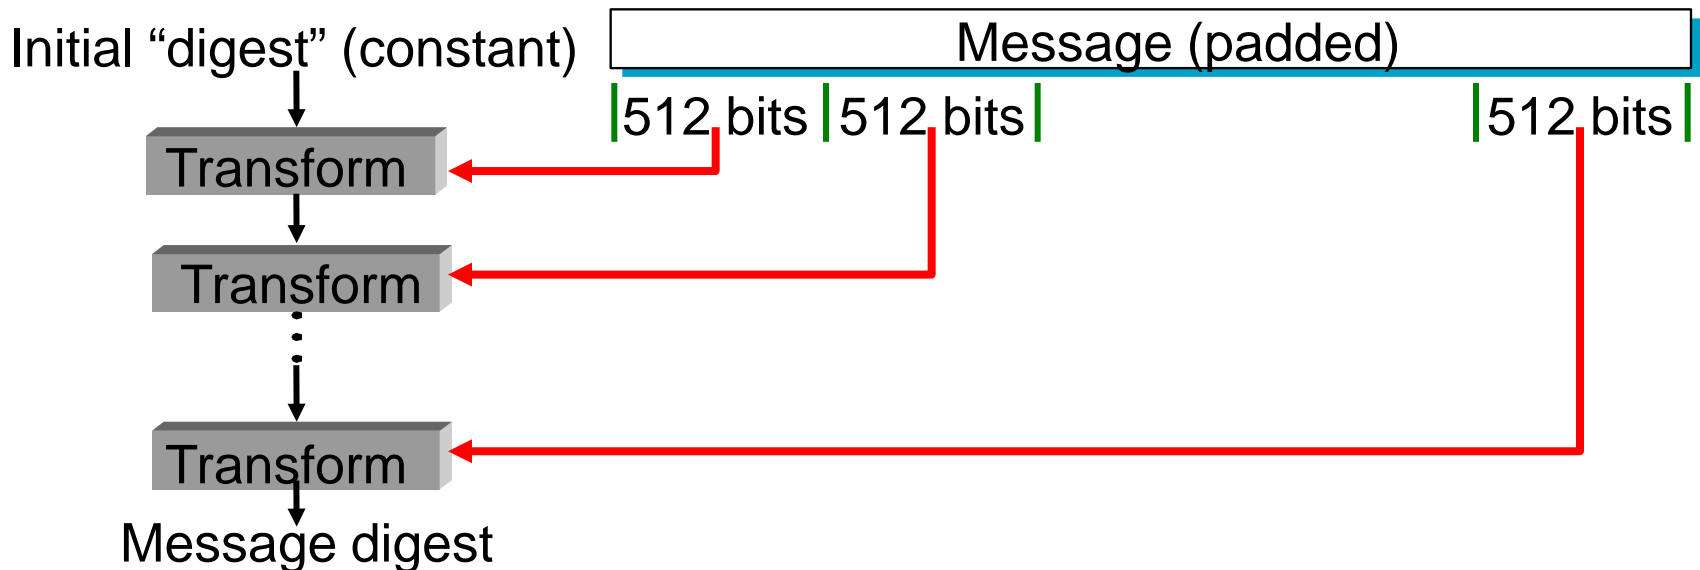 Initial “digest” (constant)
Message (padded)
512 bits 512 bits 512 bits
Transform
Transform
Transform
Message digest